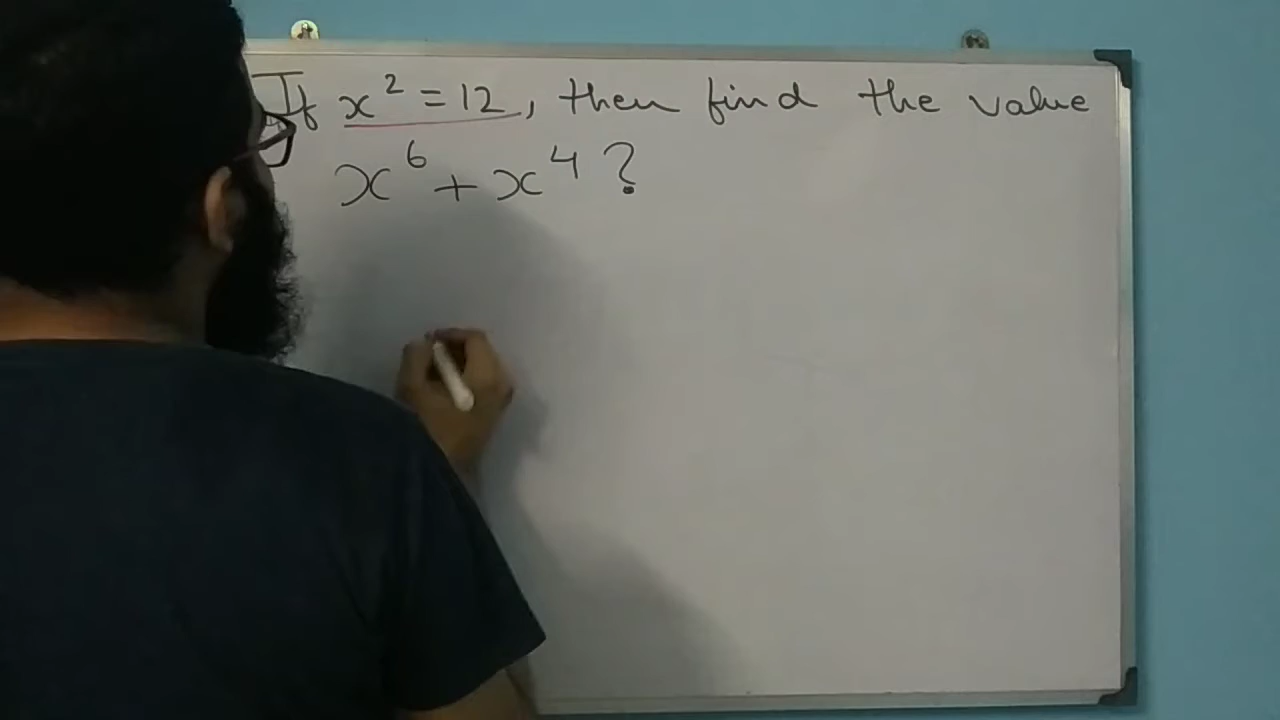 If x² = 12, then find the value
x⁶ + x⁴ ?